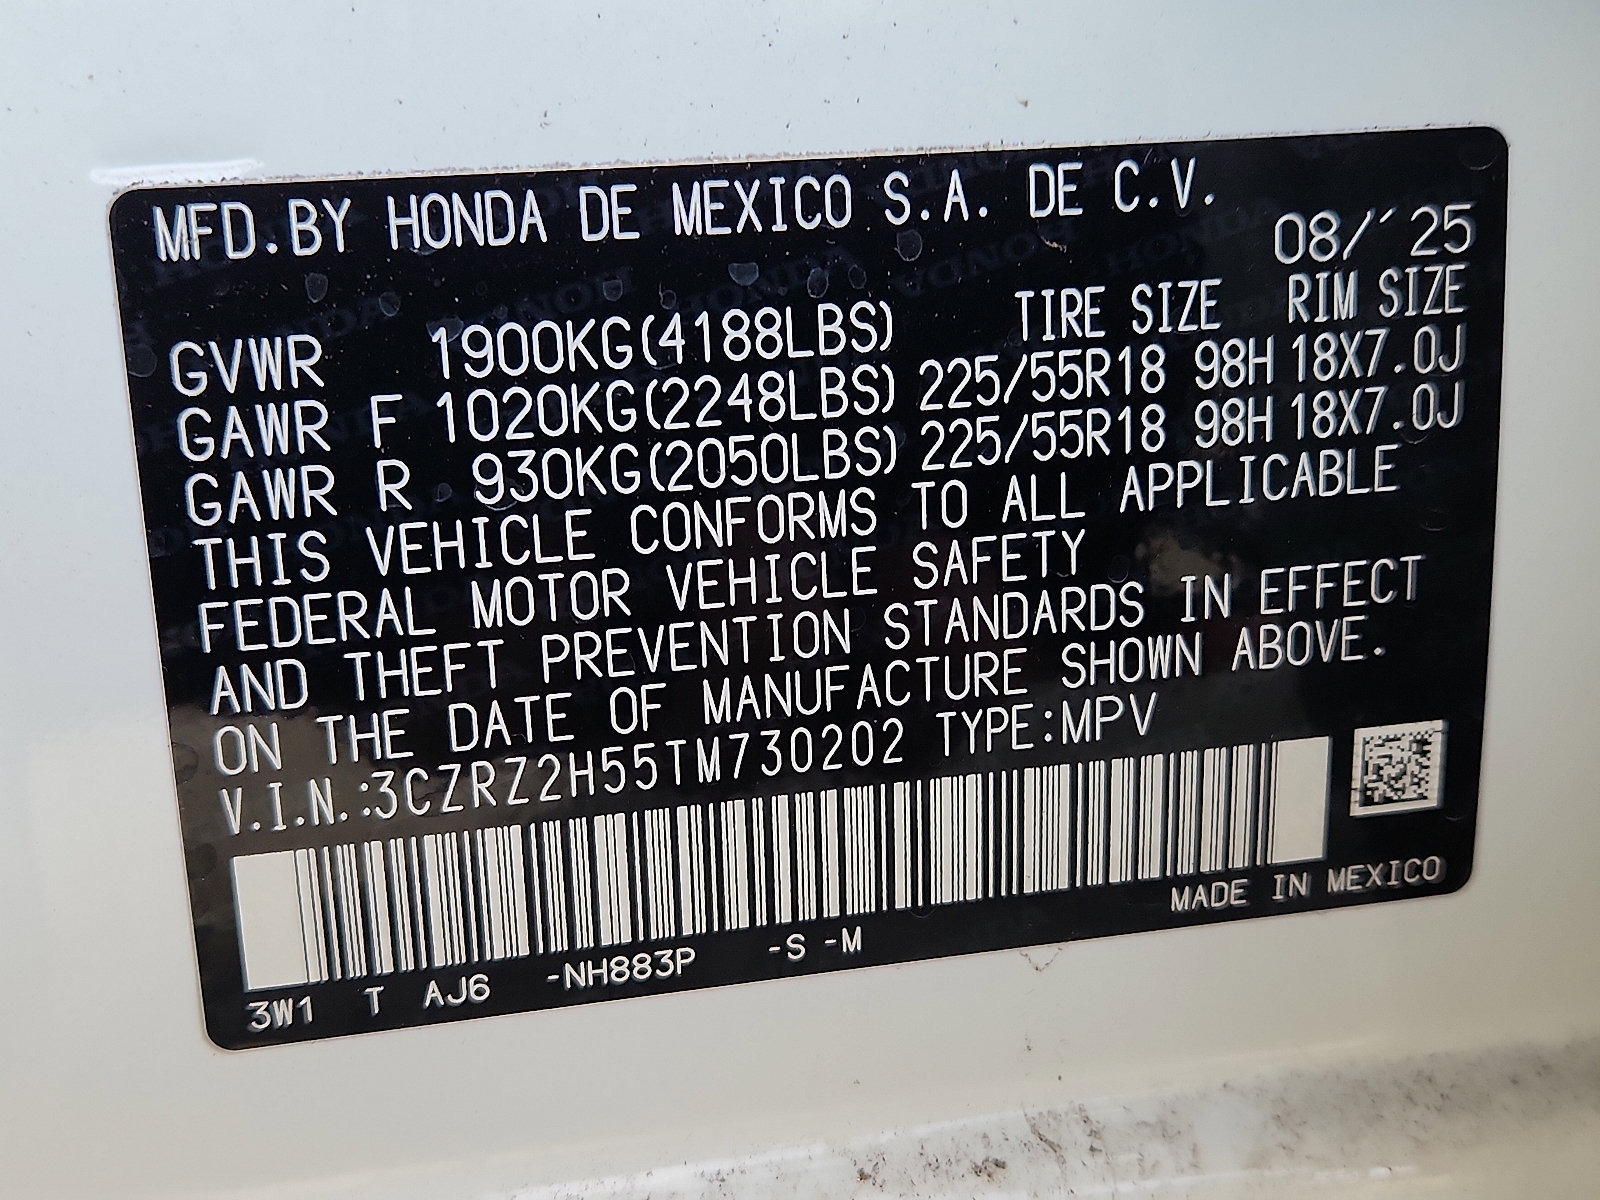 MFD.BY HONDA DE MEXICO S.A. DE C.V.
08/´25
TIRE SIZE RIM SIZE
GVWR 1900KG(4188LBS)
GAWR F 1020KG(2248LBS) 225/55R18 98H 18X7.0J
GAWR R 930KG(2050LBS) 225/55R18 98H 18X7.0J
THIS VEHICLE CONFORMS TO ALL APPLICABLE
FEDERAL MOTOR VEHICLE SAFETY
AND THEFT PREVENTION STANDARDS IN EFFECT
ON THE DATE OF MANUFACTURE SHOWN ABOVE.
V.I.N.:3CZRZ2H55TM730202 TYPE:MPV
MADE IN MEXICO
3W1 T AJ6 -NH883P -S -M